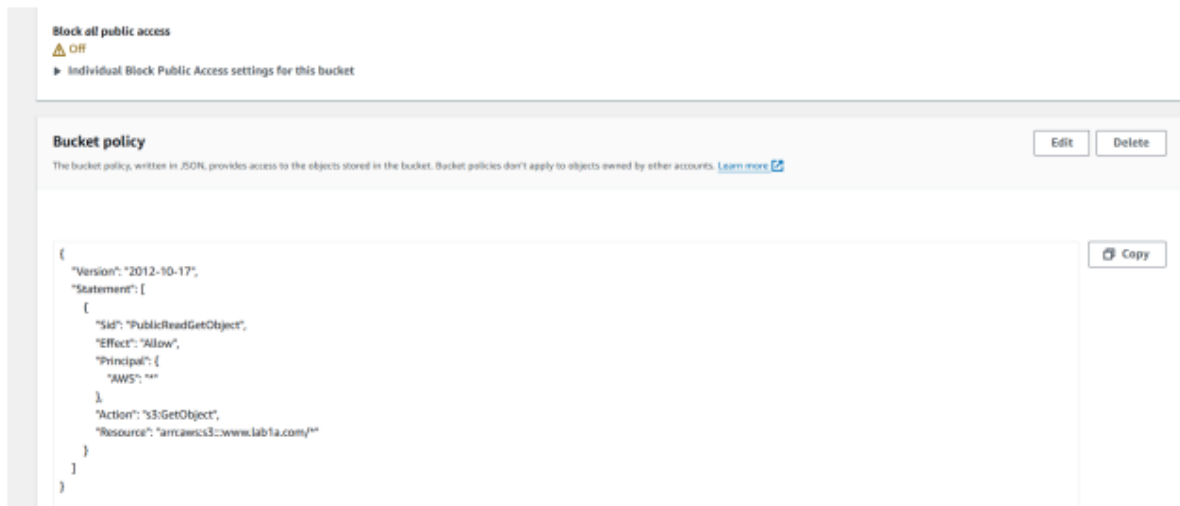 Block all public access
Off
Individual Block Public Access settings for this bucket
Bucket policy
Edit
Delete
The bucket policy, written in JSON, provides access to the objects stored in the bucket. Bucket policies don't apply to objects owned by other accounts. Learn more
Copy
{
"Version": "2012-10-17",
"Statement": [
{
"Sid": "PublicReadGetObject",
"Effect": "Allow",
"Principal": {
"AWS": "*"
},
"Action": "s3:GetObject",
"Resource": "arn:aws:s3:::www.lab1a.com/*"
}
]
}